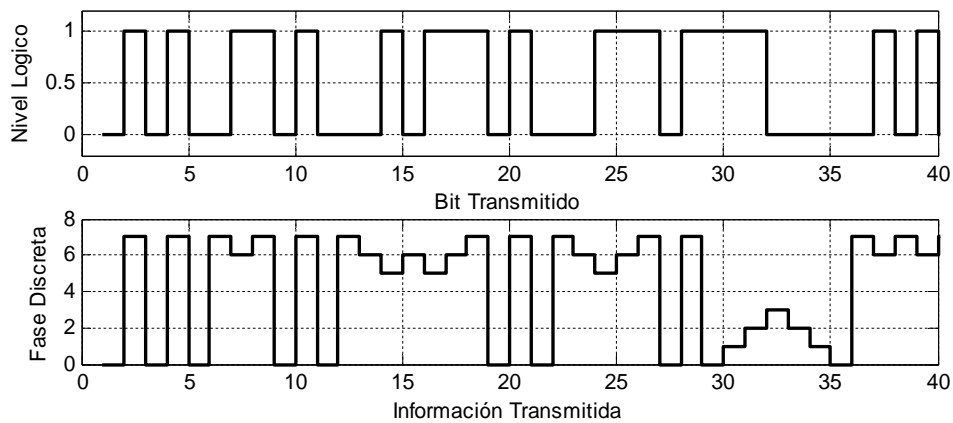 Nivel Logico
1
0.5
0
0 5 10 15 20 25 30 35 40
Bit Transmitido
Fase Discreta
8
6
4
2
0
0 5 10 15 20 25 30 35 40
Información Transmitida